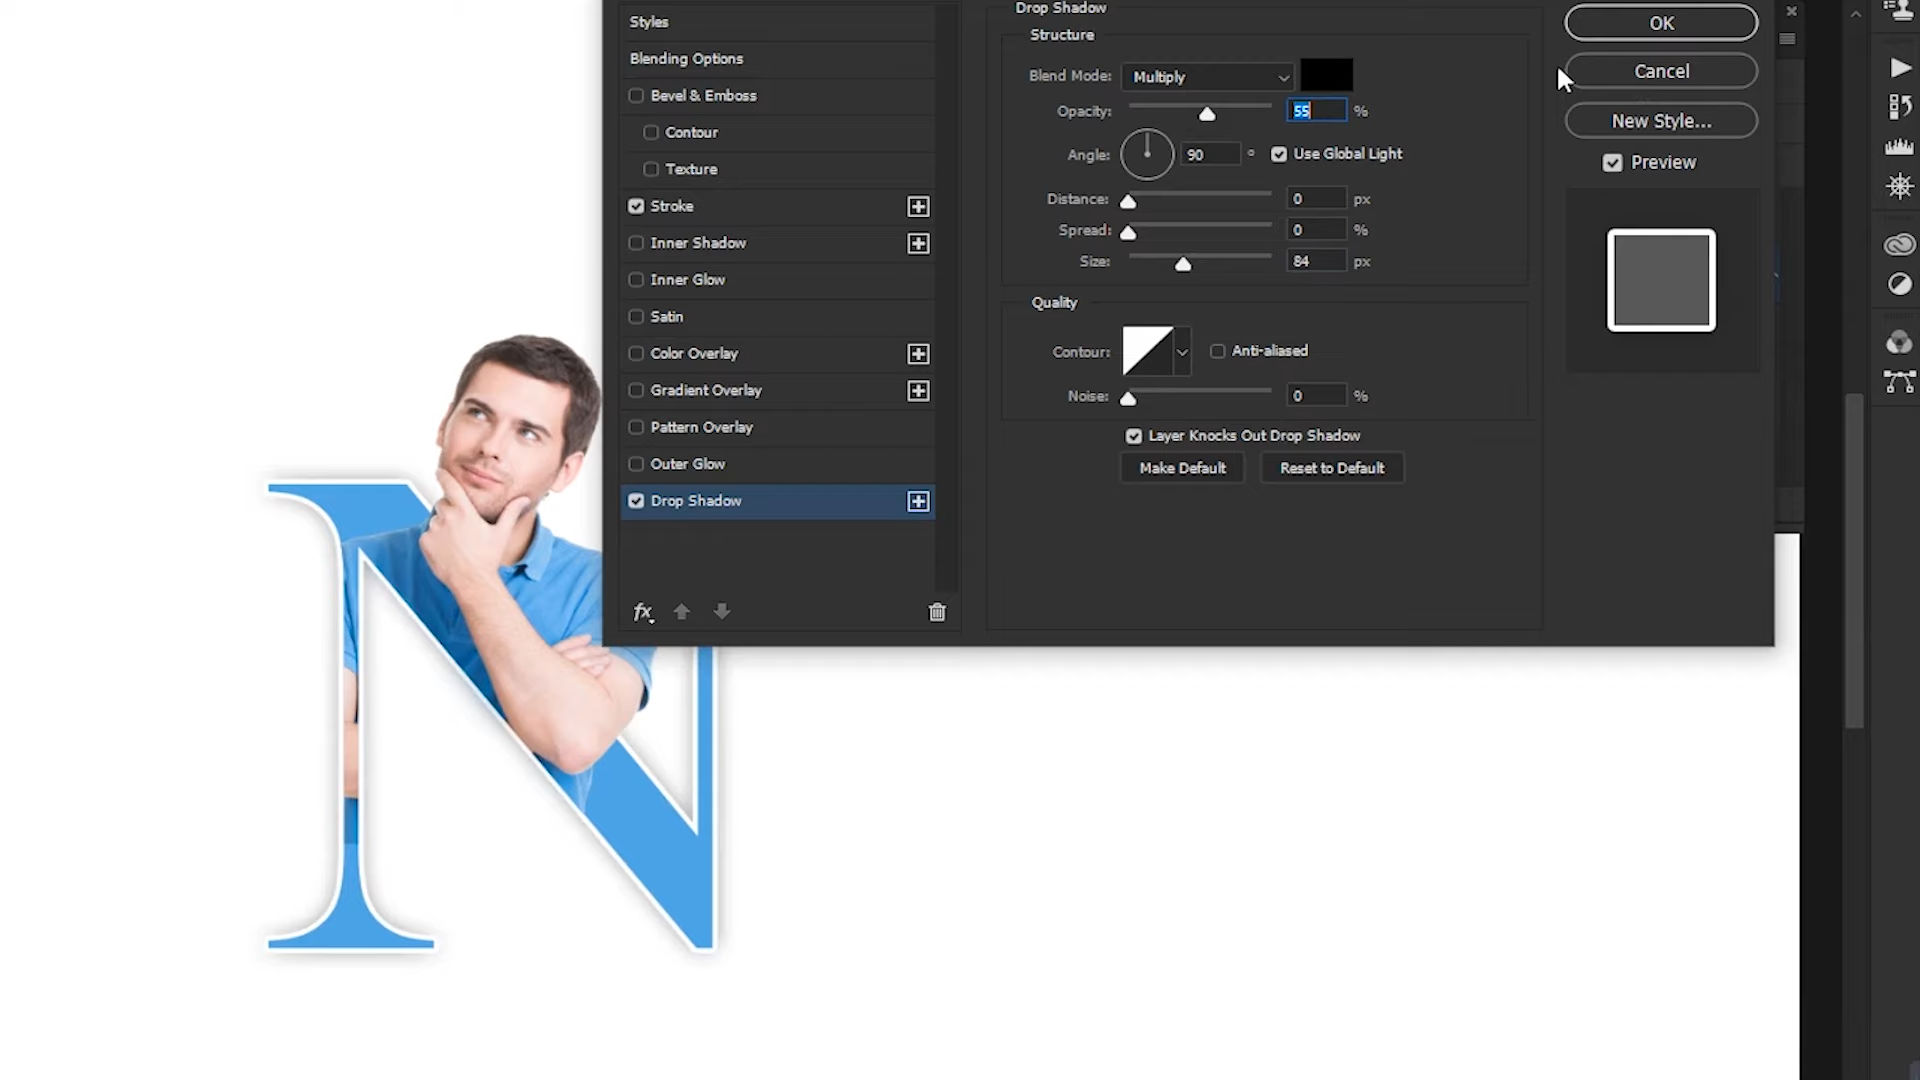 Styles
Blending Options
Bevel & Emboss
Contour
Texture
Stroke
Inner Shadow
Inner Glow
Satin
Color Overlay
Gradient Overlay
Pattern Overlay
Outer Glow
Drop Shadow
fx
Drop Shadow
Structure
Blend Mode: Multiply
Opacity: 55 %
Angle: 90 ° Use Global Light
Distance: 0 px
Spread: 0 %
Size: 84 px
Quality
Contour: Anti-aliased
Noise: 0 %
Layer Knocks Out Drop Shadow
Make Default Reset to Default
OK
Cancel
New Style...
Preview
N